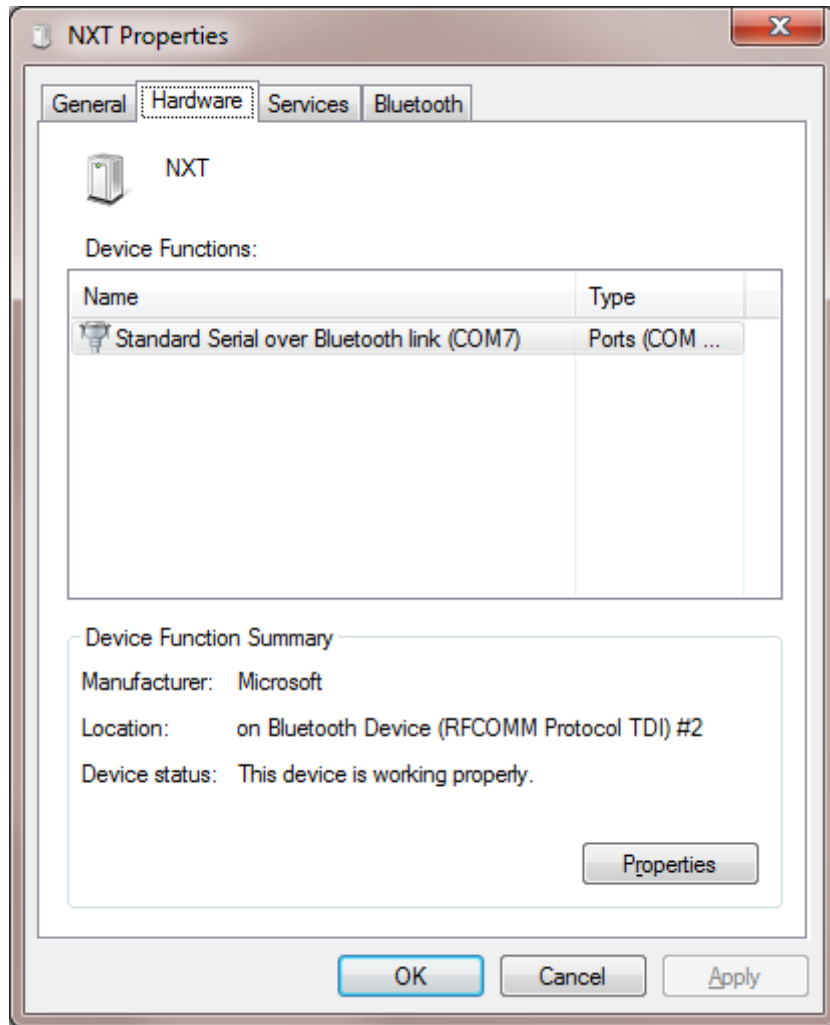 NXT Properties
General Hardware Services Bluetooth
NXT
Device Functions:
Name Type
Standard Serial over Bluetooth link (COM7) Ports (COM ...
Device Function Summary
Manufacturer: Microsoft
Location: on Bluetooth Device (RFCOMM Protocol TDI) #2
Device status: This device is working properly.
Properties
OK Cancel Apply